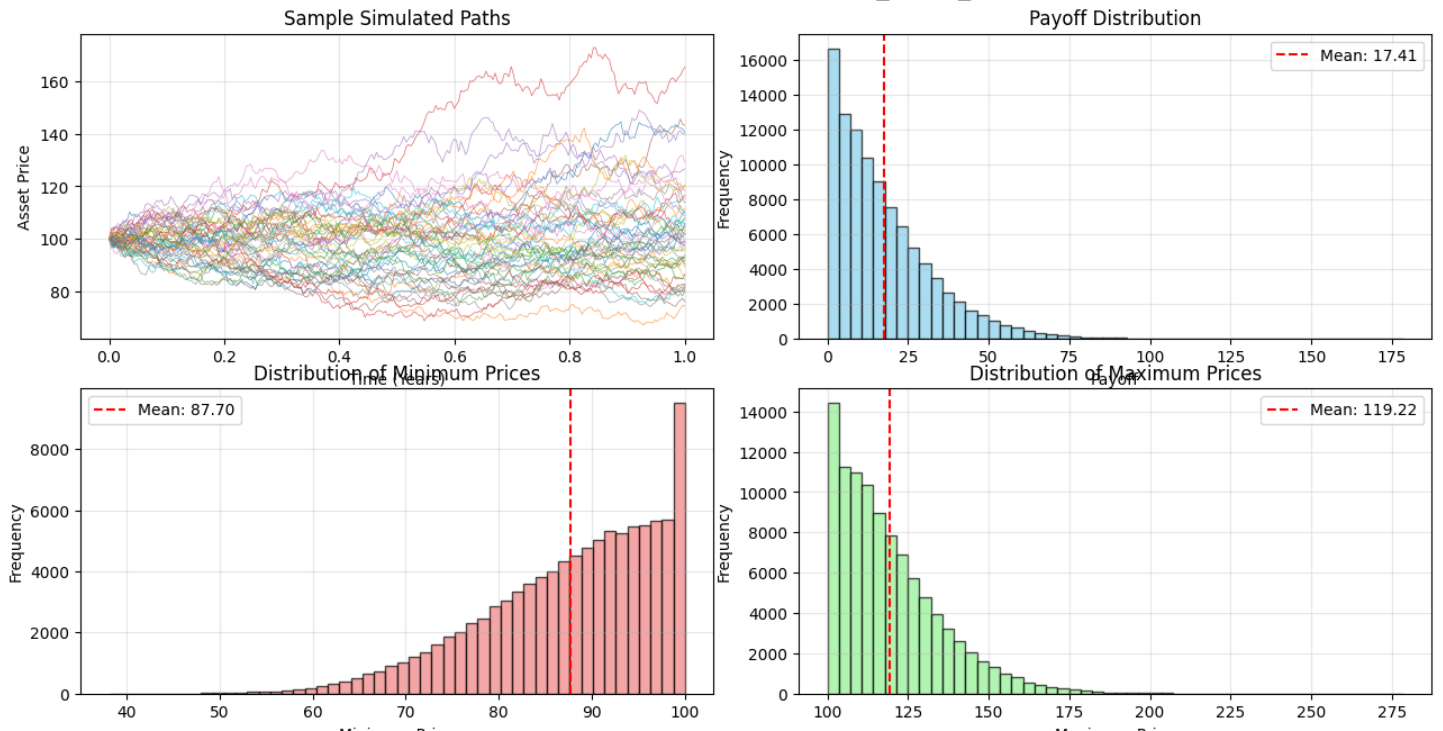 Sample Simulated Paths
Asset Price
160
140
120
100
80
0.0 0.2 0.4 0.6 0.8 1.0
Time (Years)
Payoff Distribution
Mean: 17.41
Frequency
16000
14000
12000
10000
8000
6000
4000
2000
0
0 25 50 75 100 125 150 175
Payoff
Distribution of Minimum Prices
Mean: 87.70
Frequency
8000
6000
4000
2000
0
40 50 60 70 80 90 100
Distribution of Maximum Prices
Mean: 119.22
Frequency
14000
12000
10000
8000
6000
4000
2000
0
100 125 150 175 200 225 250 275